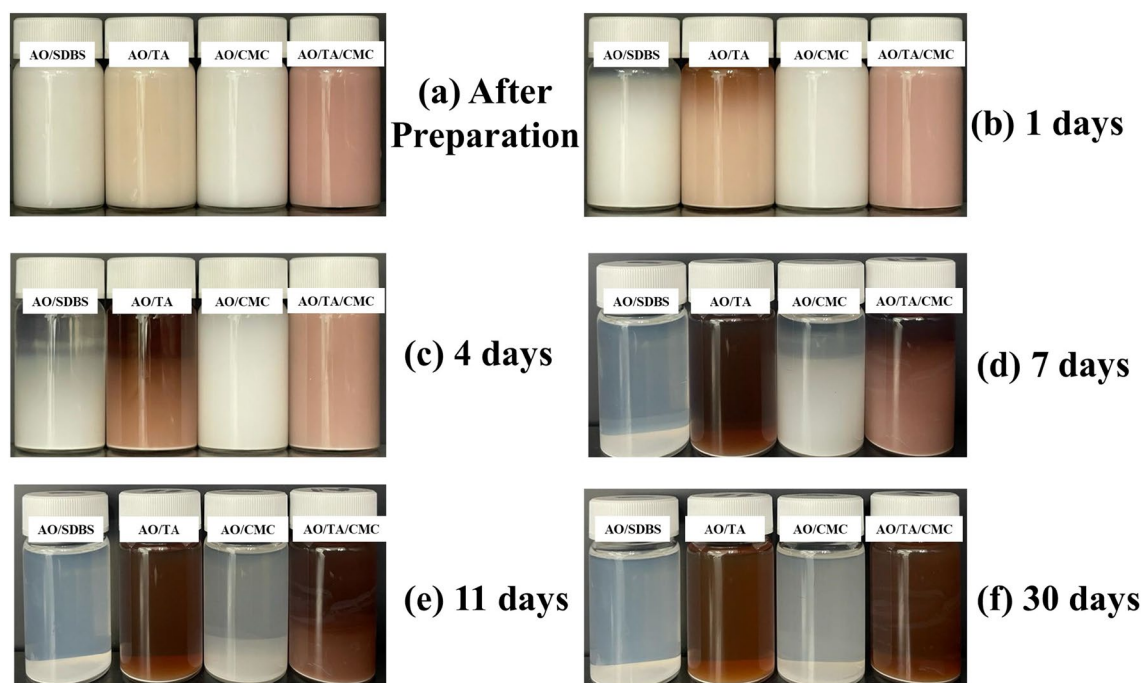 AO/SDBS AO/TA AO/CMC AO/TA/CMC
(a) After
Preparation
AO/SDBS AO/TA AO/CMC AO/TA/CMC
(b) 1 days
AO/SDBS AO/TA AO/CMC AO/TA/CMC
(c) 4 days
AO/SDBS AO/TA AO/CMC AO/TA/CMC
(d) 7 days
AO/SDBS AO/TA AO/CMC AO/TA/CMC
(e) 11 days
AO/SDBS AO/TA AO/CMC AO/TA/CMC
(f) 30 days